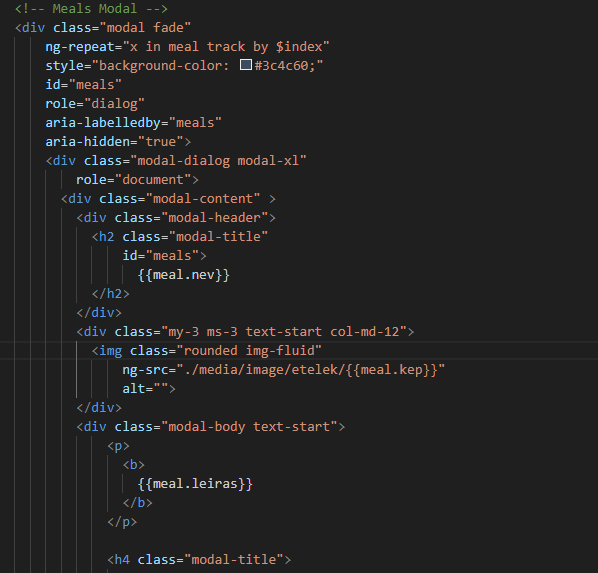 <!-- Meals Modal -->
<div class="modal fade"
ng-repeat="x in meal track by $index"
style="background-color: #3c4c60;"
id="meals"
role="dialog"
aria-labelledby="meals"
aria-hidden="true">
<div class="modal-dialog modal-xl"
role="document">
<div class="modal-content" >
<div class="modal-header">
<h2 class="modal-title"
id="meals">
{{meal.nev}}
</h2>
</div>
<div class="my-3 ms-3 text-start col-md-12">
<img class="rounded img-fluid"
ng-src="./media/image/etelek/{{meal.kep}}"
alt="">
</div>
<div class="modal-body text-start">
<p>
<b>
{{meal.leiras}}
</b>
</p>
<h4 class="modal-title">